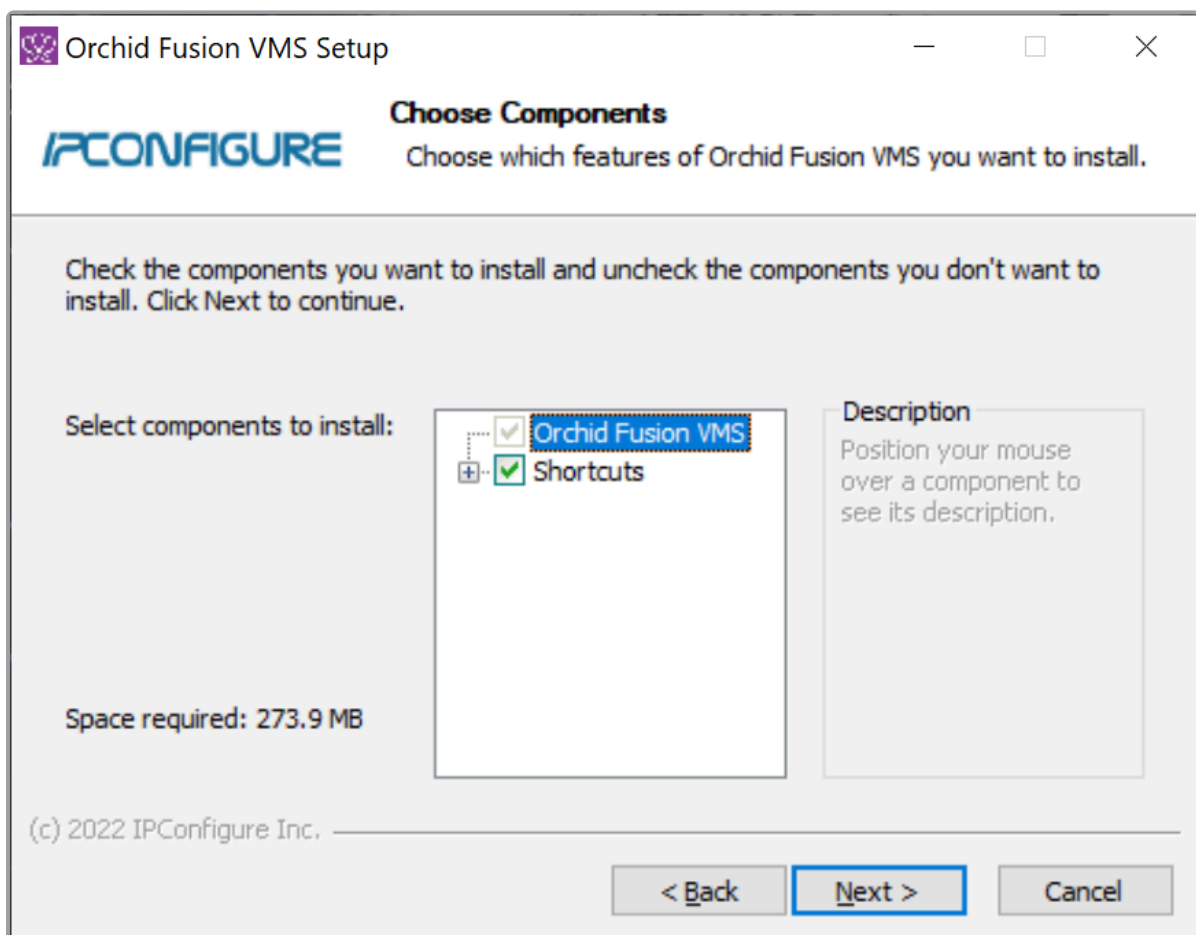 Orchid Fusion VMS Setup
IPCONFIGURE
Choose Components
Choose which features of Orchid Fusion VMS you want to install.
Check the components you want to install and uncheck the components you don't want to
install. Click Next to continue.
Select components to install:
Orchid Fusion VMS
Shortcuts
Description
Position your mouse
over a component to
see its description.
Space required: 273.9 MB
(c) 2022 IPConfigure Inc.
< Back
Next >
Cancel